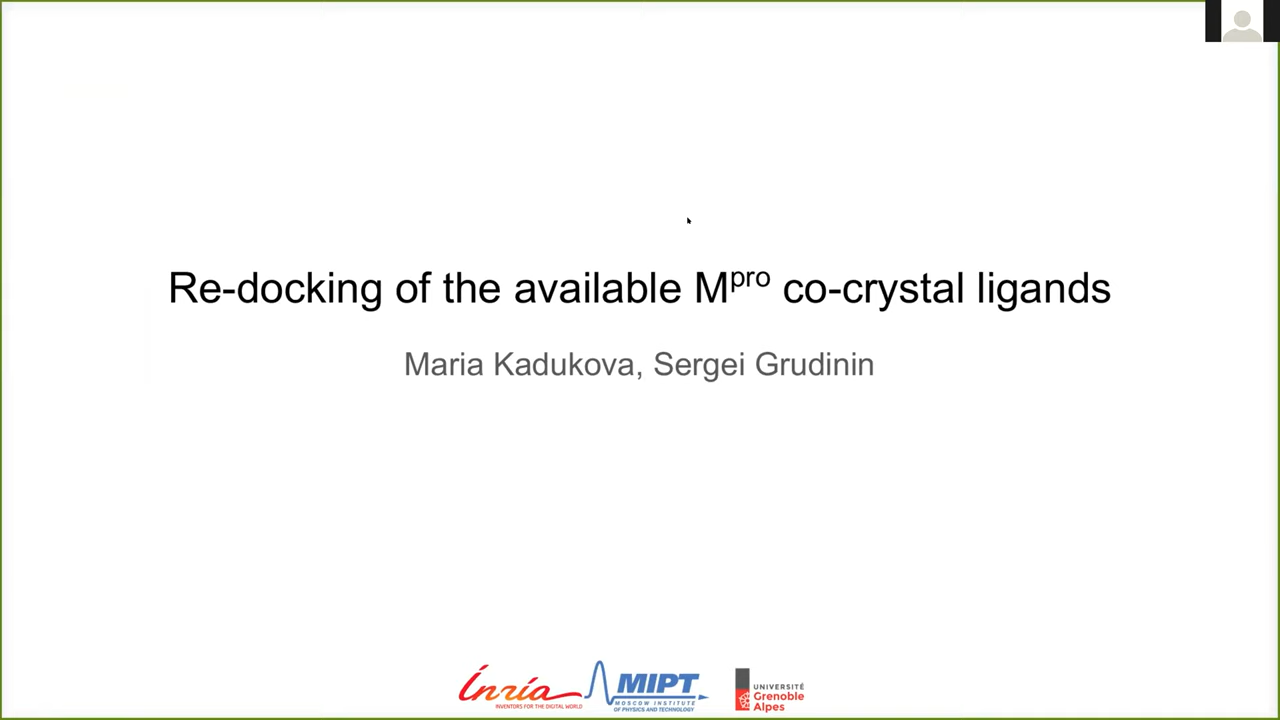 Re-docking of the available Mpro co-crystal ligands
Maria Kadukova, Sergei Grudinin
Inria
INVENTORS FOR THE DIGITAL WORLD
MIPT
MOSCOW INSTITUTE
OF PHYSICS AND TECHNOLOGY
UNIVERSITÉ
Grenoble
Alpes